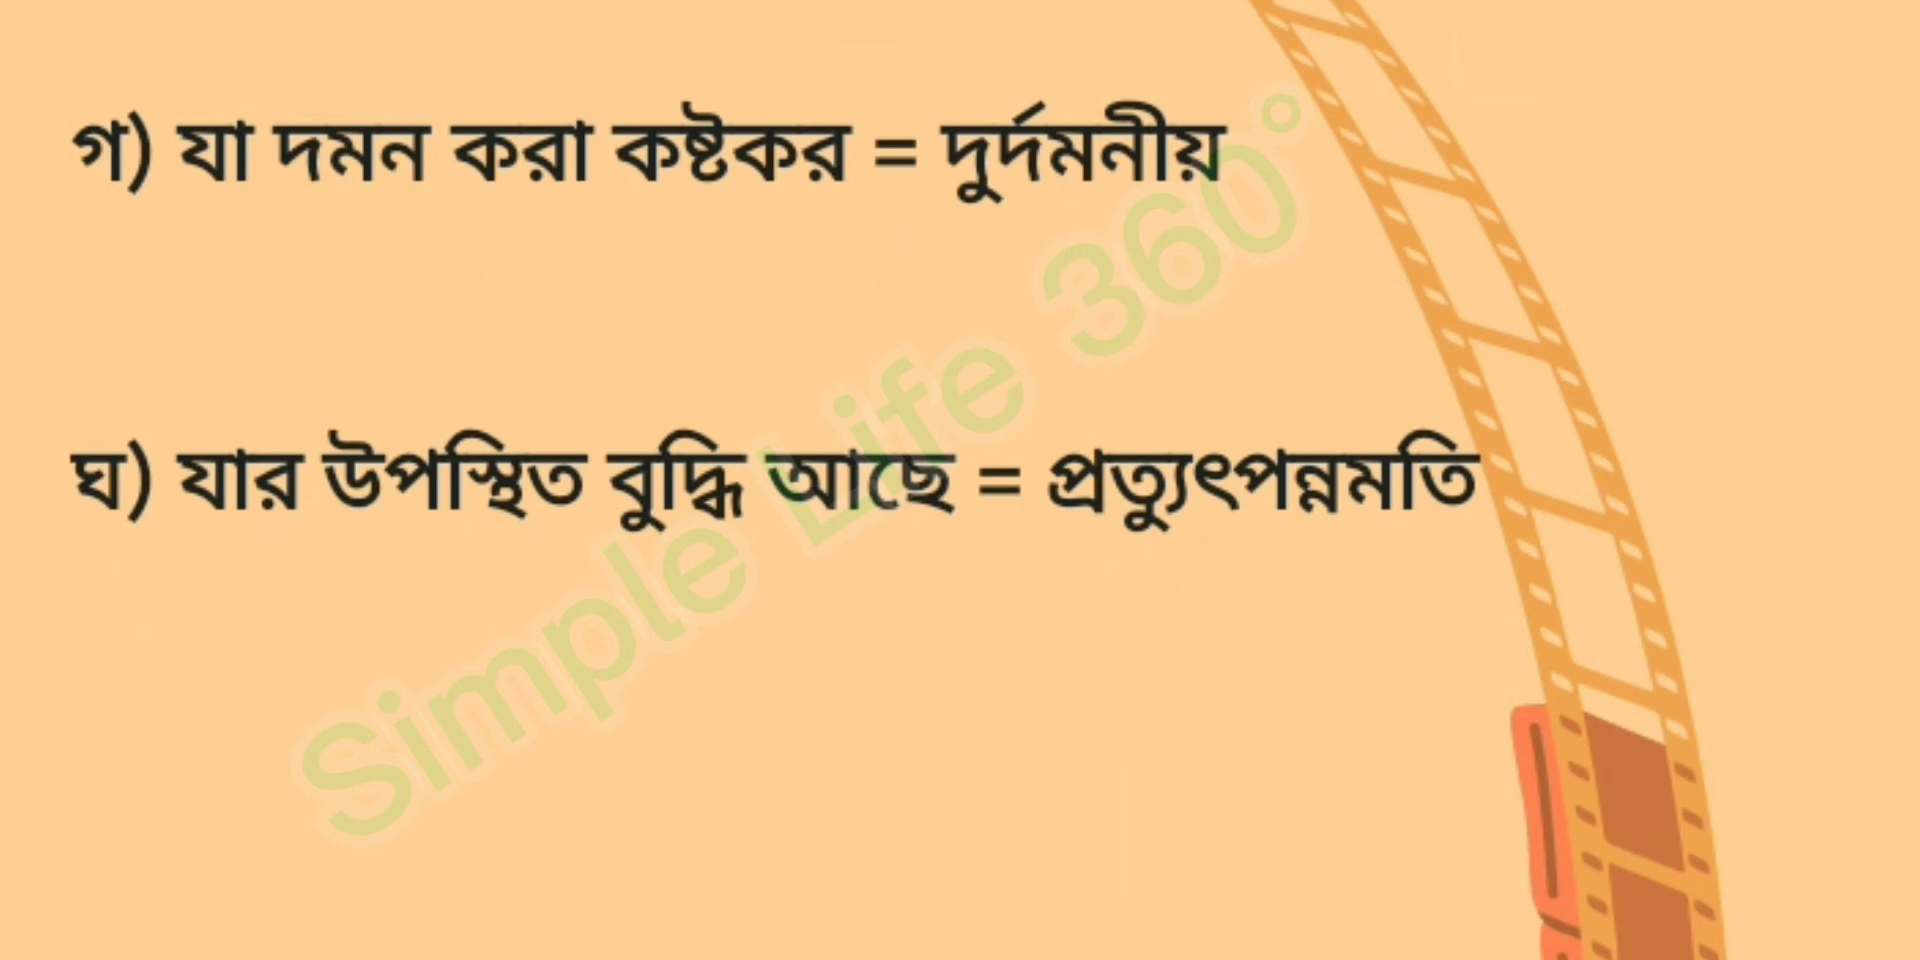 গ) যা দমন করা কষ্টকর = দুর্দমনীয়
ঘ) যার উপস্থিত বুদ্ধি আছে = প্রত্যুৎপন্নমতি
Simple Life 360°